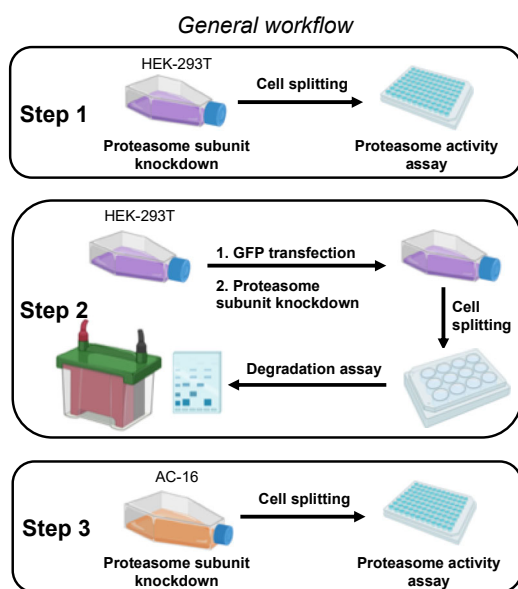 General workflow
HEK-293T
Cell splitting
Step 1
Proteasome subunit
knockdown
Proteasome activity
assay
HEK-293T
1. GFP transfection
2. Proteasome
subunit knockdown
Cell
splitting
Step 2
Degradation assay
AC-16
Cell splitting
Step 3
Proteasome subunit
knockdown
Proteasome activity
assay